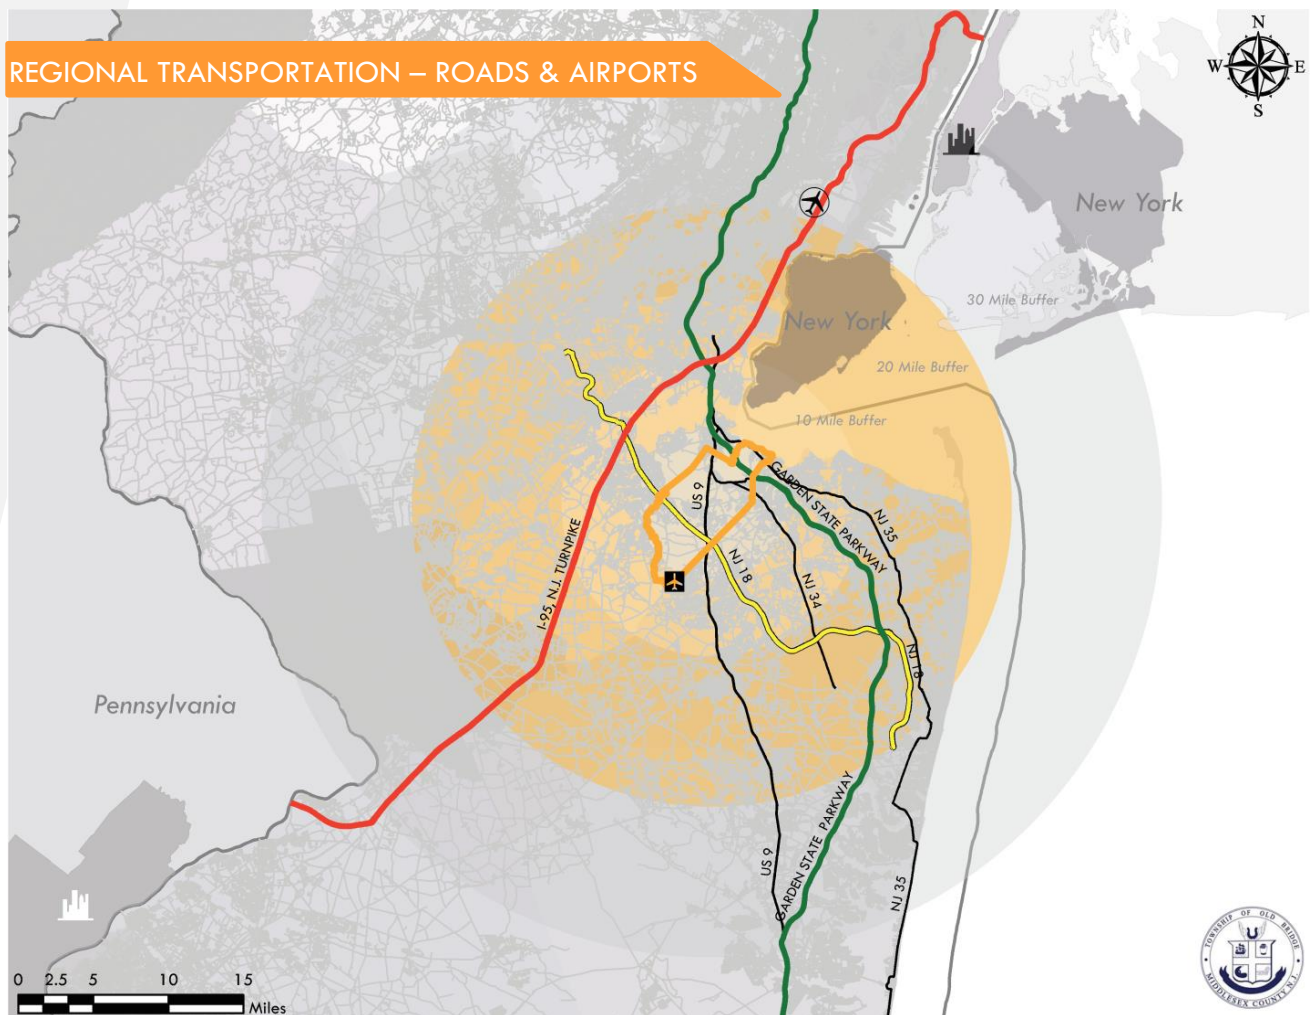 REGIONAL TRANSPORTATION – ROADS & AIRPORTS
N
W E
S
New York
30 Mile Buffer
New York
20 Mile Buffer
10 Mile Buffer
US 9
GARDEN STATE PARKWAY
NJ 35
I-95, N.J. TURNPIKE
NJ 18
NJ 34
NJ 18
Pennsylvania
US 9
GARDEN STATE PARKWAY
NJ 35
0 2.5 5 10 15
Miles
TOWNSHIP OF OLD BRIDGE
MIDDLESEX COUNTY N.J.